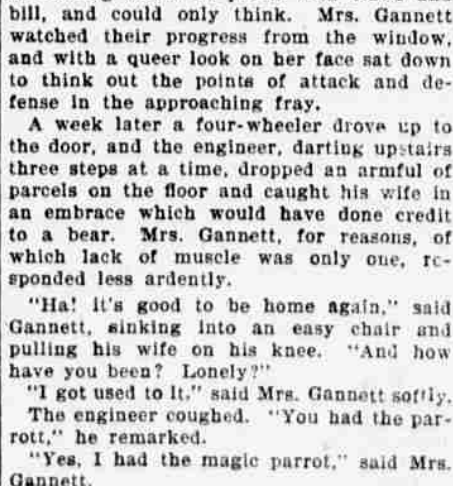 bill, and could only think. Mrs. Gannett
watched their progress from the window,
and with a queer look on her face sat down
to think out the points of attack and de-
fense in the approaching fray.
A week later a four-wheeler drove up to
the door, and the engineer, darting upstairs
three steps at a time, dropped an armful of
parcels on the floor and caught his wife in
an embrace which would have done credit
to a bear. Mrs. Gannett, for reasons, of
which lack of muscle was only one, re-
sponded less ardently.
"Ha! it's good to be home again," said
Gannett, sinking into an easy chair and
pulling his wife on his knee. "And how
have you been? Lonely?"
"I got used to it," said Mrs. Gannett softly.
The engineer coughed. "You had the par-
rott," he remarked.
"Yes, I had the magic parrot," said Mrs.
Gannett.